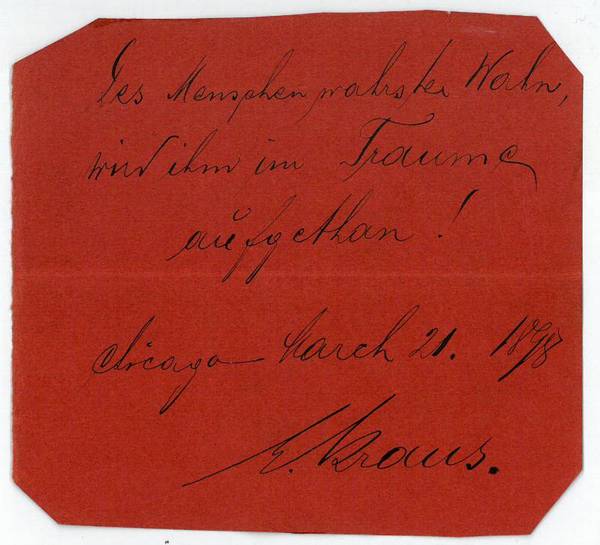 Des Menschen wahrster Wahn,
wird ihm im Traume
aufgethan!
Chicago March 21. 1898
E. Kraus.